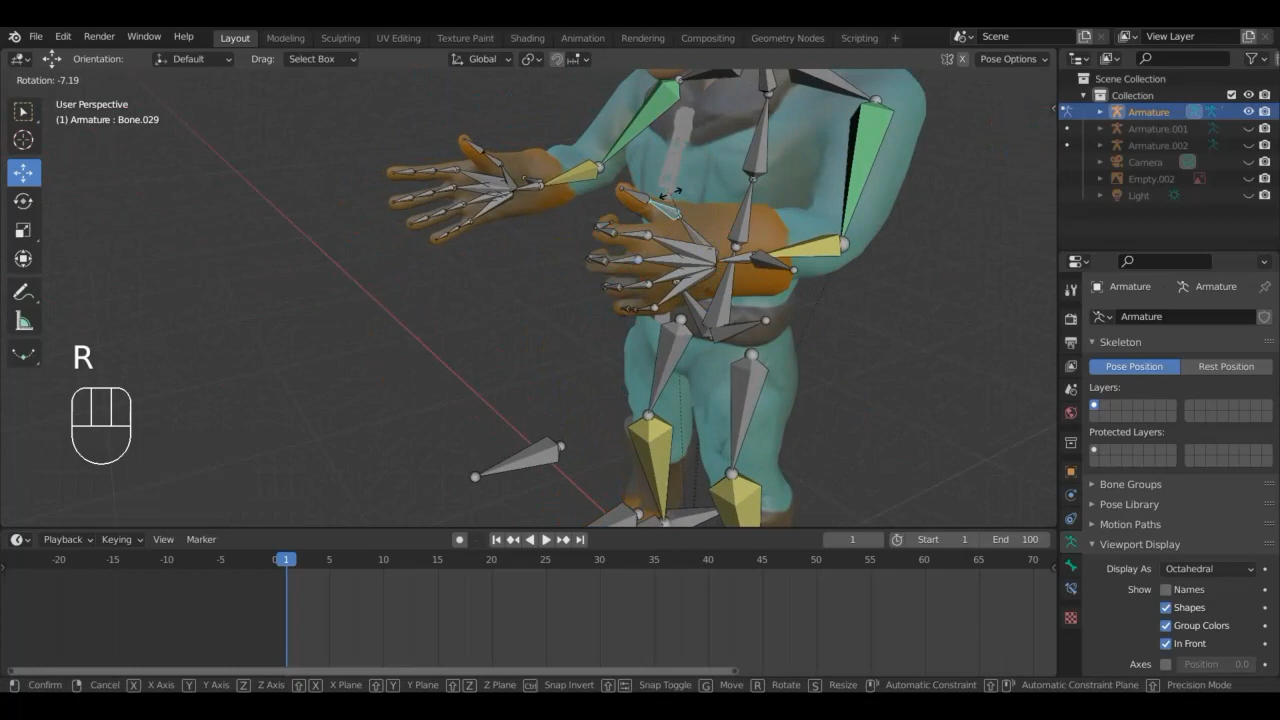 File Edit Render Window Help Layout Modeling Sculpting UV Editing Texture Paint Shading Animation Rendering Compositing Geometry Nodes Scripting + Scene View Layer
Orientation: Default Drag: Select Box Global X Pose Options
Rotation: -7.19
User Perspective
(1) Armature : Bone.029
R
Scene Collection
Collection
Armature
Armature.001
Armature.002
Camera
Empty.002
Light
Armature Armature
Armature
Skeleton
Pose Position Rest Position
Layers:
Protected Layers:
Bone Groups
Pose Library
Motion Paths
Viewport Display
Display As Octahedral
Show Names
Shapes
Group Colors
In Front
Axes Position 0.0
Playback Keying View Marker 1 Start 1 End 100
-20 -15 -10 -5 0 1 5 10 15 20 25 30 35 40 45 50 55 60 65 70
Confirm Cancel X X Axis Y Y Axis Z Z Axis X X Plane Y Y Plane Z Z Plane Ctrl Snap Invert Snap Toggle G Move R Rotate S Resize Automatic Constraint Automatic Constraint Plane Precision Mode